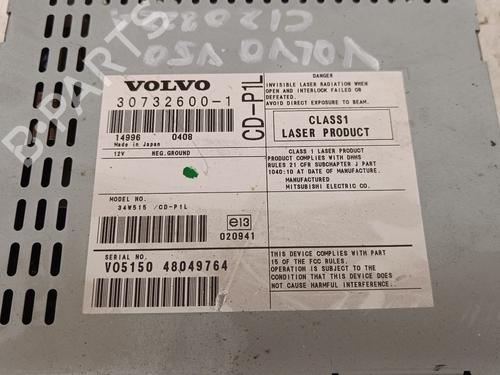 VOLVO V50
VOLVO
30732600-1
14996 0408
Made in Japan
12V NEG.GROUND
MODEL NO.
34W515 /CD-P1L
e13
020941
SERIAL NO.
V05150 48049764
CD-P1L
DANGER
INVISIBLE LASER RADIATION WHEN
OPEN AND INTERLOCK FAILED OR
DEFEATED.
AVOID DIRECT EXPOSURE TO BEAM.
CLASS1
LASER PRODUCT
CLASS 1 LASER PRODUCT
PRODUCT COMPLIES WITH DHHS
RULES 21 CFR SUBCHAPTER J PART
1040:10 AT DATE OF MANUFACTURE.
MANUFACTURED
MITSUBISHI ELECTRIC CO.
THIS DEVICE COMPLIES WITH PART
15 OF THE FCC RULES.
OPERATION IS SUBJECT TO THE
CONDITION THAT THIS DEVICE DOES
NOT CAUSE HARMFUL INTERFERENCE.
B-PARTS